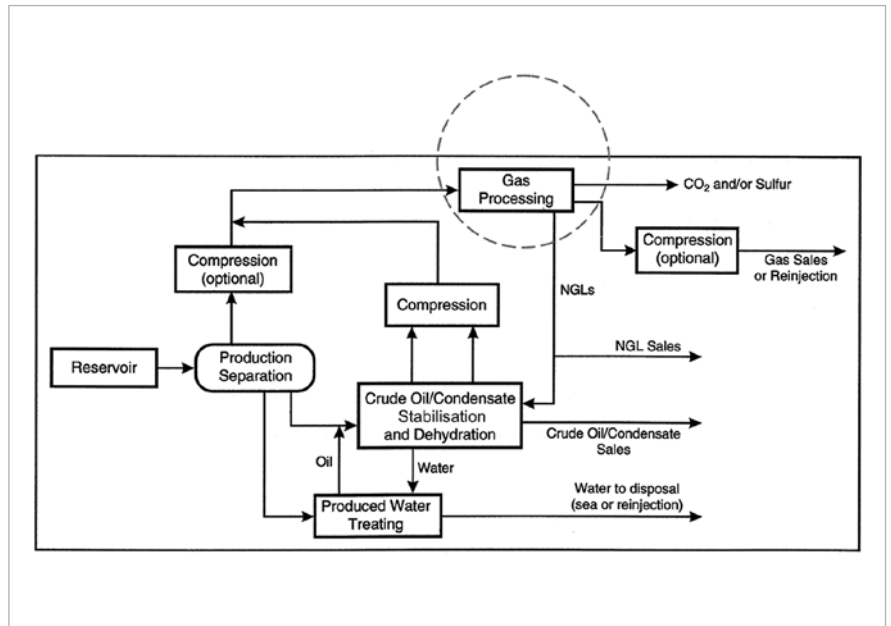 Gas
Processing
CO₂ and/or Sulfur
Compression
(optional)
Gas Sales
or Reinjection
Compression
(optional)
Compression
NGLs
NGL Sales
Reservoir
Production
Separation
Crude Oil/Condensate
Stabilisation
and Dehydration
Crude Oil/Condensate
Sales
Oil
Water
Produced Water
Treating
Water to disposal
(sea or reinjection)